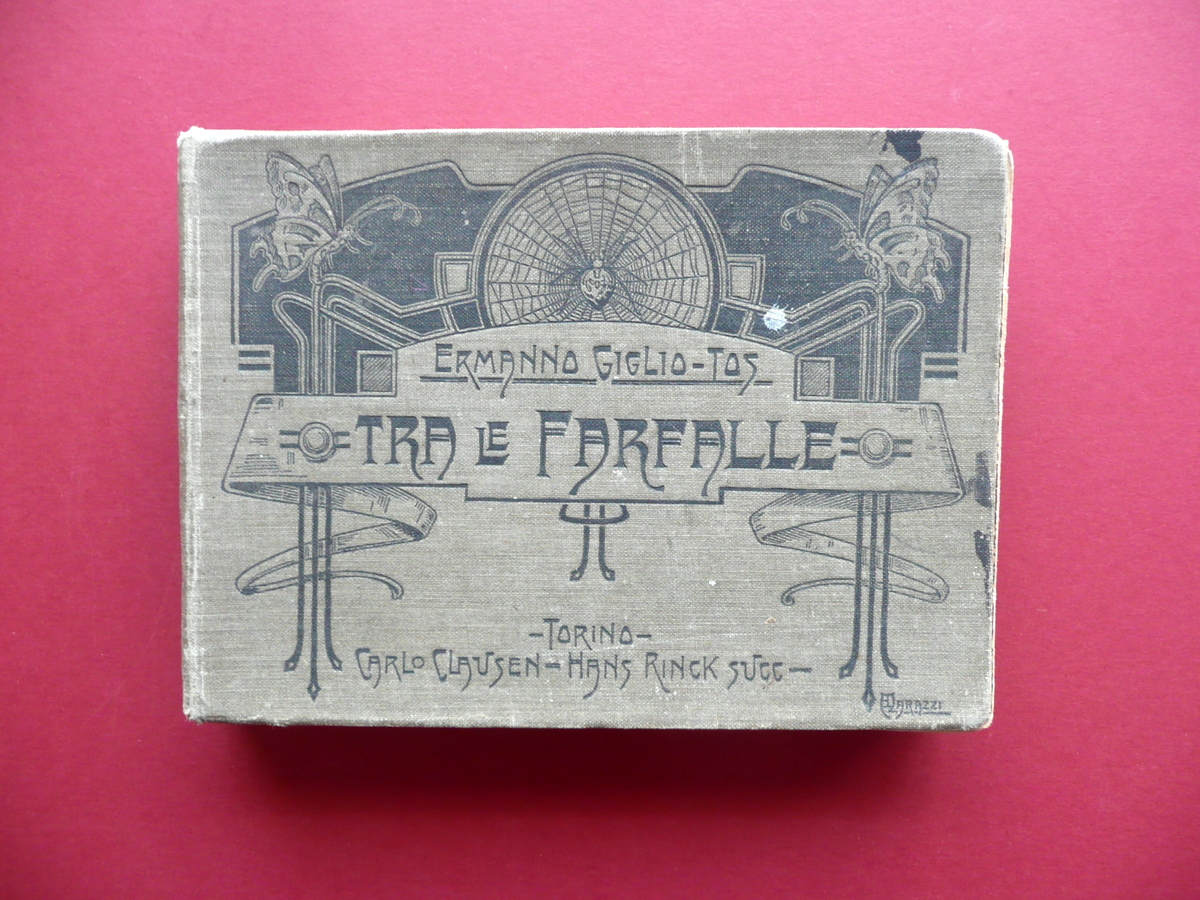 ERMANNO GIGLIO-TOS
TRA LE FARFALLE
-TORINO-
CARLO CLAUSEN-HANS RINCK SUCC-